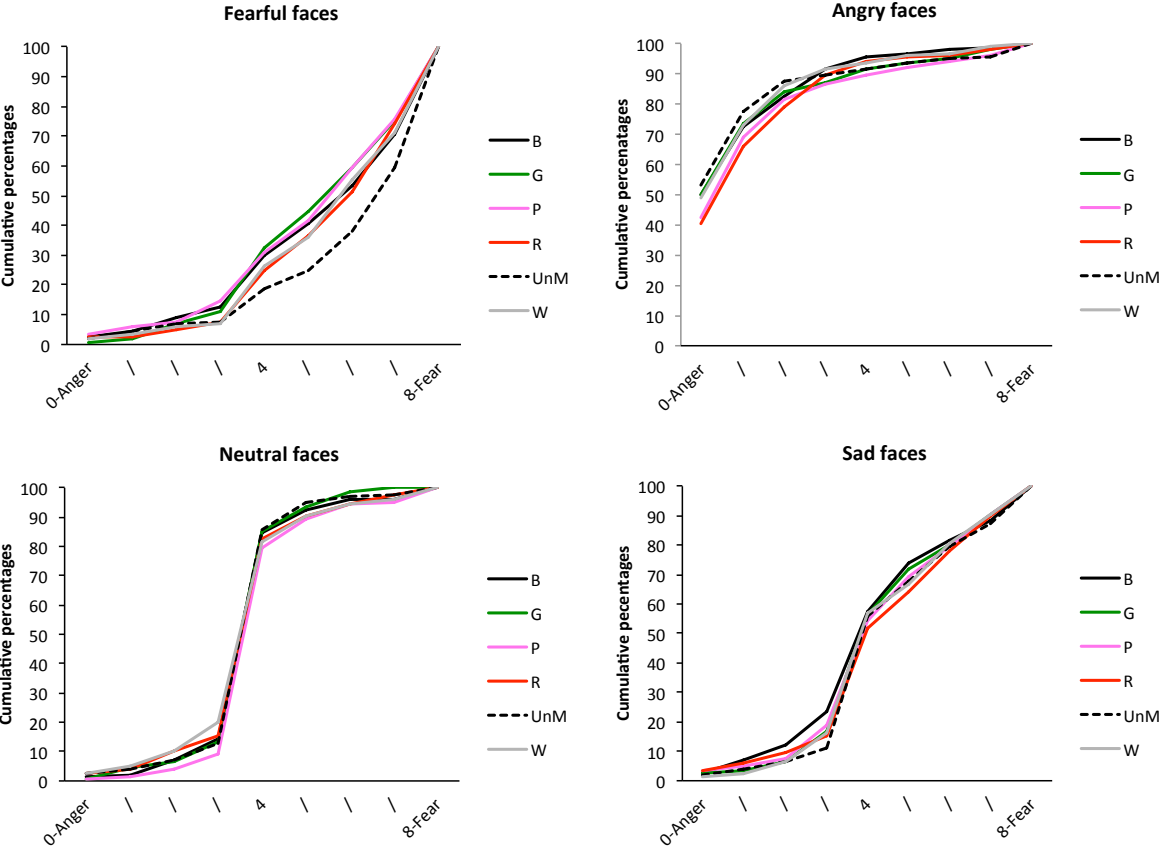 Fearful faces
Cumulative percentages
100
90
80
70
60
50
40
30
20
10
0
0-Anger
/
/
/
4
/
/
/
8-Fear
B
G
P
R
UnM
W
Angry faces
Cumulative percenatages
100
90
80
70
60
50
40
30
20
10
0
0-Anger
/
/
/
4
/
/
/
8-Fear
B
G
P
R
UnM
W
Neutral faces
Cumulative percentages
100
90
80
70
60
50
40
30
20
10
0
0-Anger
/
/
/
4
/
/
/
8-Fear
B
G
P
R
UnM
W
Sad faces
Cumulative pecentages
100
90
80
70
60
50
40
30
20
10
0
0-Anger
/
/
/
4
/
/
/
8-Fear
B
G
P
R
UnM
W